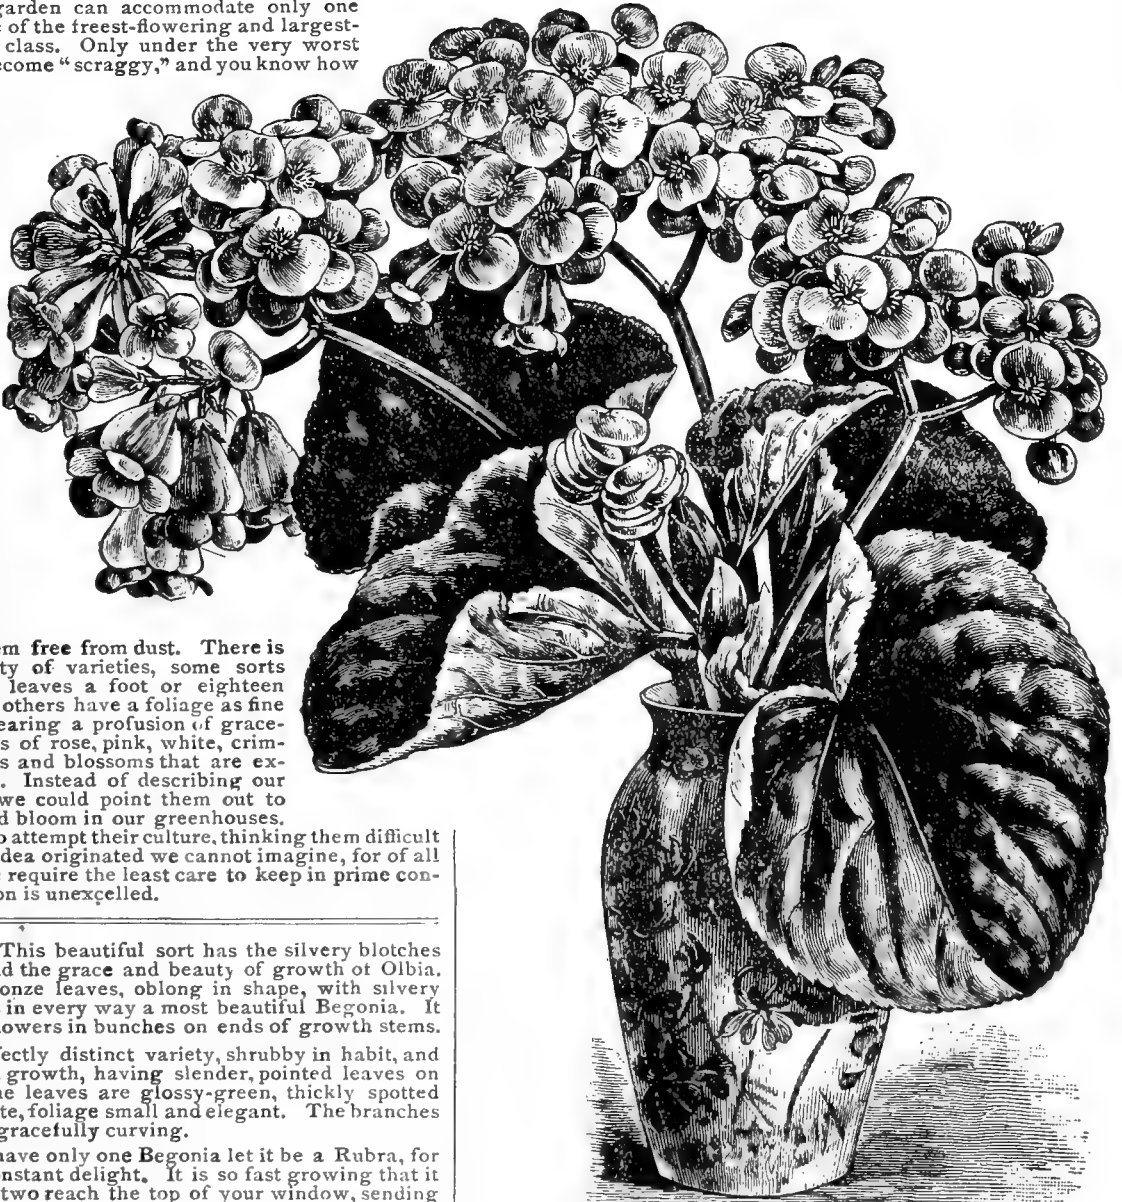 garden can accommodate only one
of the freest-flowering and largest-
class. Only under the very worst
ecome “scraggy,” and you know how
m free from dust. There is
ty of varieties, some sorts
leaves a foot or eighteen
others have a foliage as fine
earing a profusion of grace-
s of rose, pink, white, crim-
s and blossoms that are ex-
. Instead of describing our
we could point them out to
d bloom in our greenhouses.
o attempt their culture, thinking them difficult
dea originated we cannot imagine, for of all
require the least care to keep in prime con-
on is unexcelled.
This beautiful sort has the silvery blotches
d the grace and beauty of growth ot Olbia.
onze leaves, oblong in shape, with silvery
in every way a most beautiful Begonia. It
lowers in bunches on ends of growth stems.
fectly distinct variety, shrubby in habit, and
growth, having slender, pointed leaves on
e leaves are glossy-green, thickly spotted
te, foliage small and elegant. The branches
gracefully curving.
have only one Begonia let it be a Rubra, for
nstant delight. It is so fast growing that it
two reach the top of your window, sending